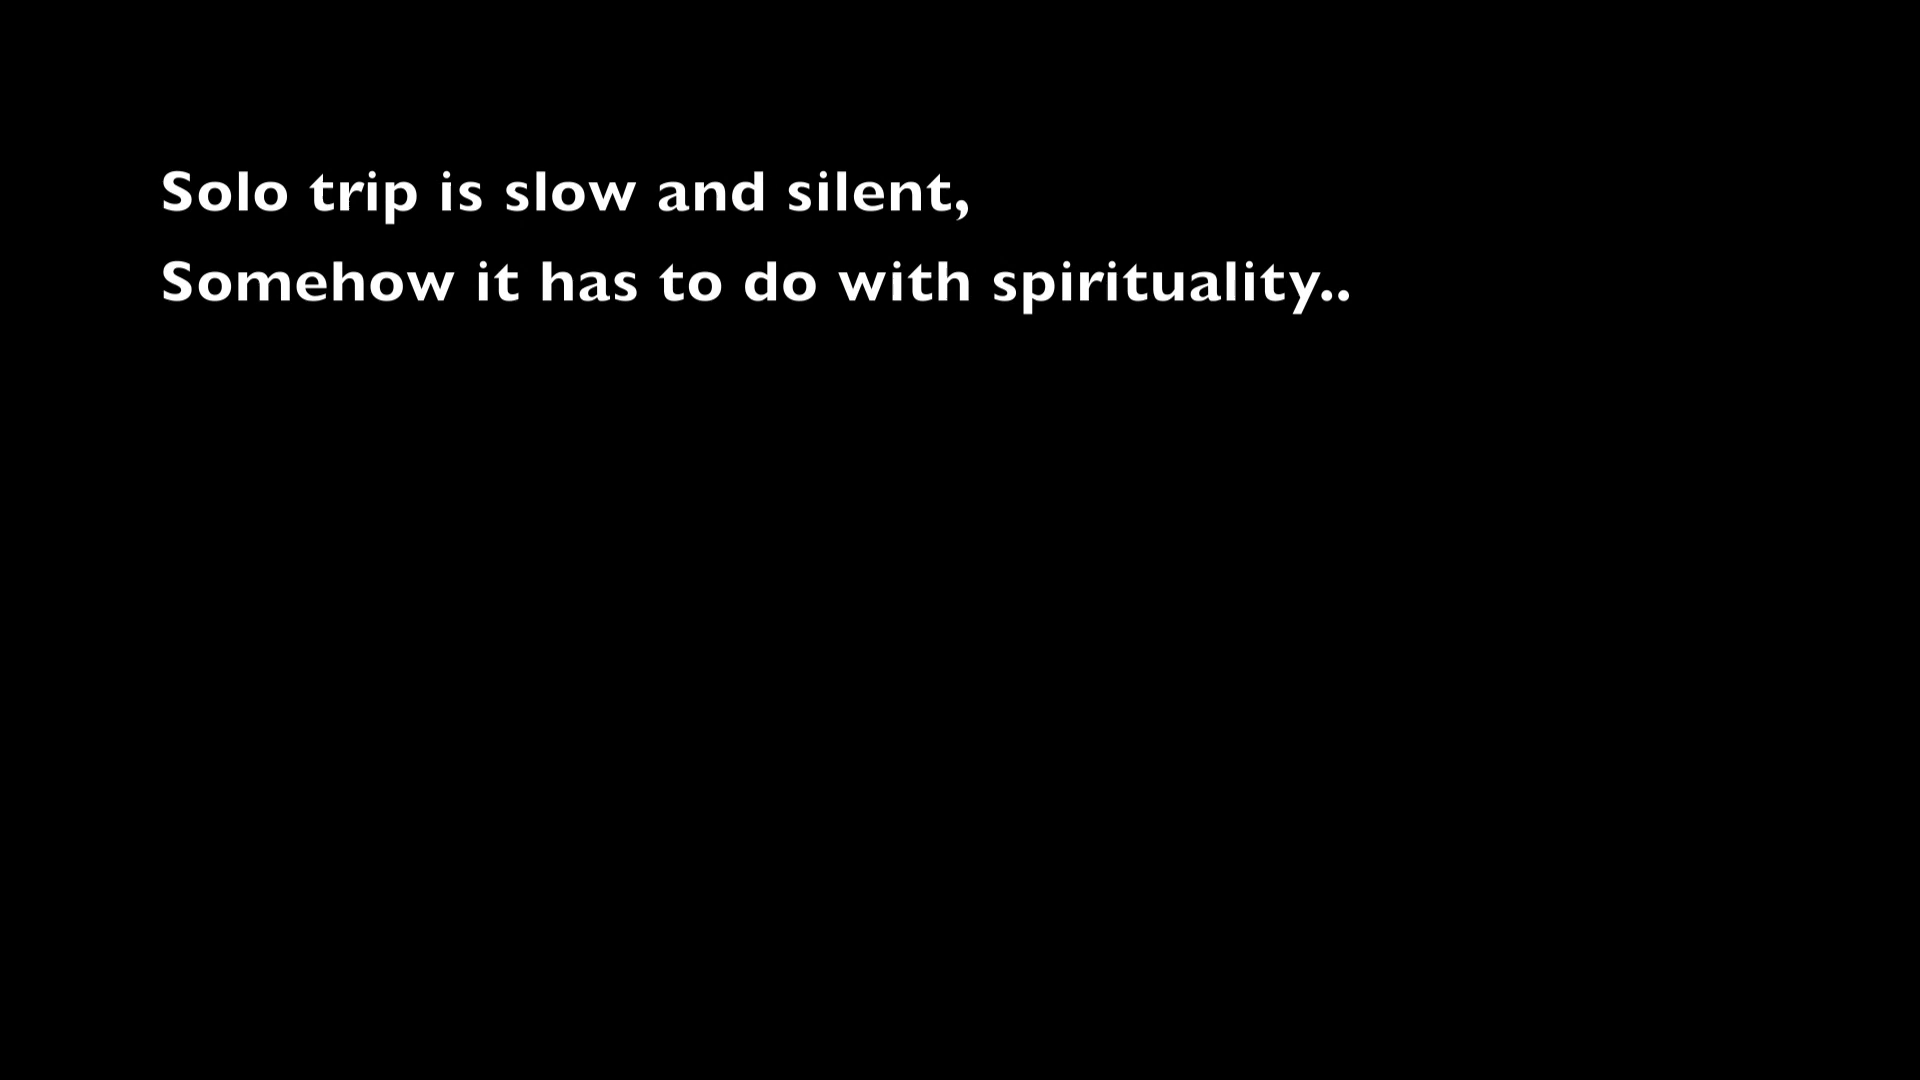 Solo trip is slow and silent,
Somehow it has to do with spirituality..